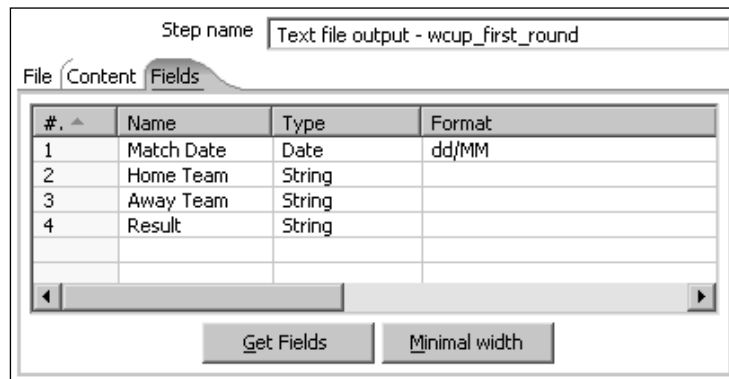 Step name Text file output - wcup_first_round
File Content Fields
#. Name Type Format
1 Match Date Date dd/MM
2 Home Team String
3 Away Team String
4 Result String
Get Fields Minimal width